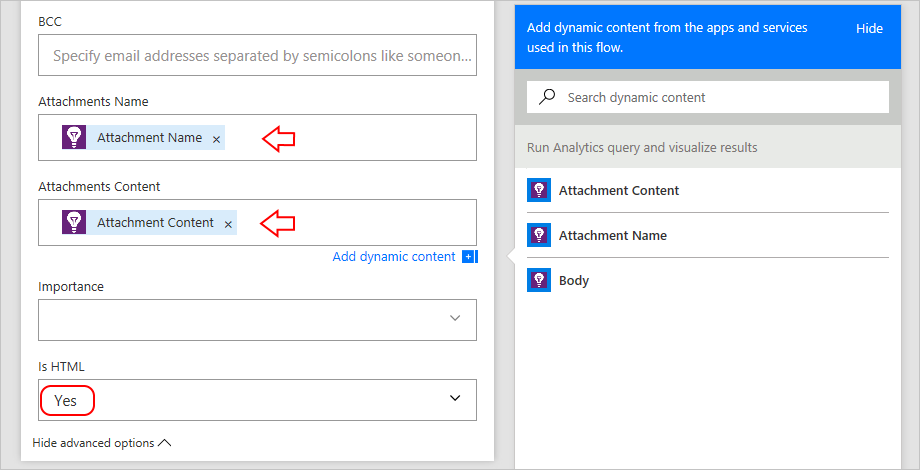 BCC
Specify email addresses separated by semicolons like someon...
Attachments Name
Attachment Name ×
Attachments Content
Attachment Content ×
Add dynamic content
Importance
Is HTML
Yes
Hide advanced options
Add dynamic content from the apps and services
used in this flow.
Hide
Search dynamic content
Run Analytics query and visualize results
Attachment Content
Attachment Name
Body